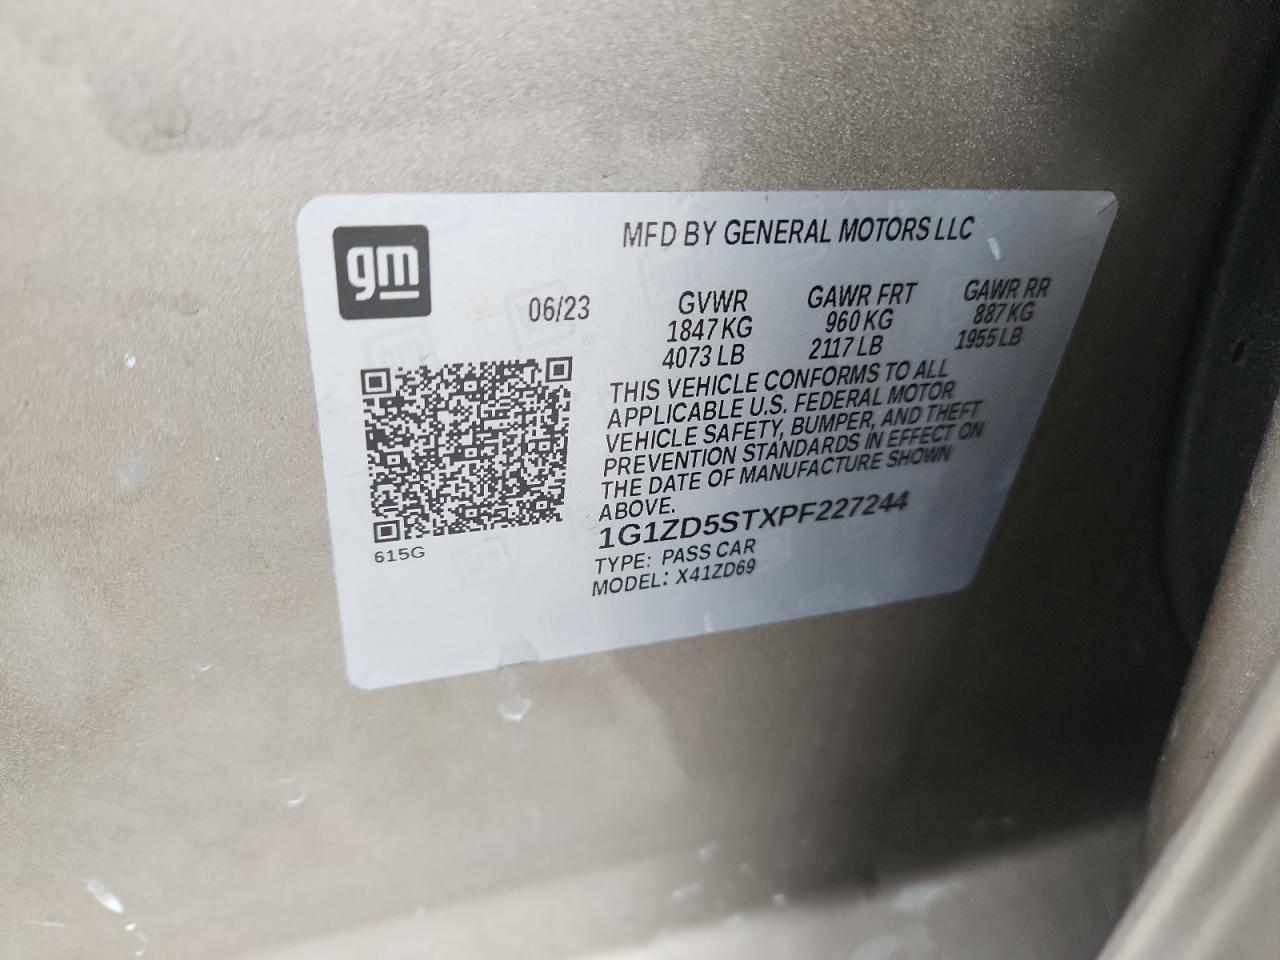 gm
MFD BY GENERAL MOTORS LLC
06/23
GVWR GAWR FRT GAWR RR
1847 KG 960 KG 887 KG
4073 LB 2117 LB 1955 LB
THIS VEHICLE CONFORMS TO ALL
APPLICABLE U.S. FEDERAL MOTOR
VEHICLE SAFETY, BUMPER, AND THEFT
PREVENTION STANDARDS IN EFFECT ON
THE DATE OF MANUFACTURE SHOWN
ABOVE.
1G1ZD5STXPF227244
TYPE: PASS CAR
MODEL: X41ZD69
615G